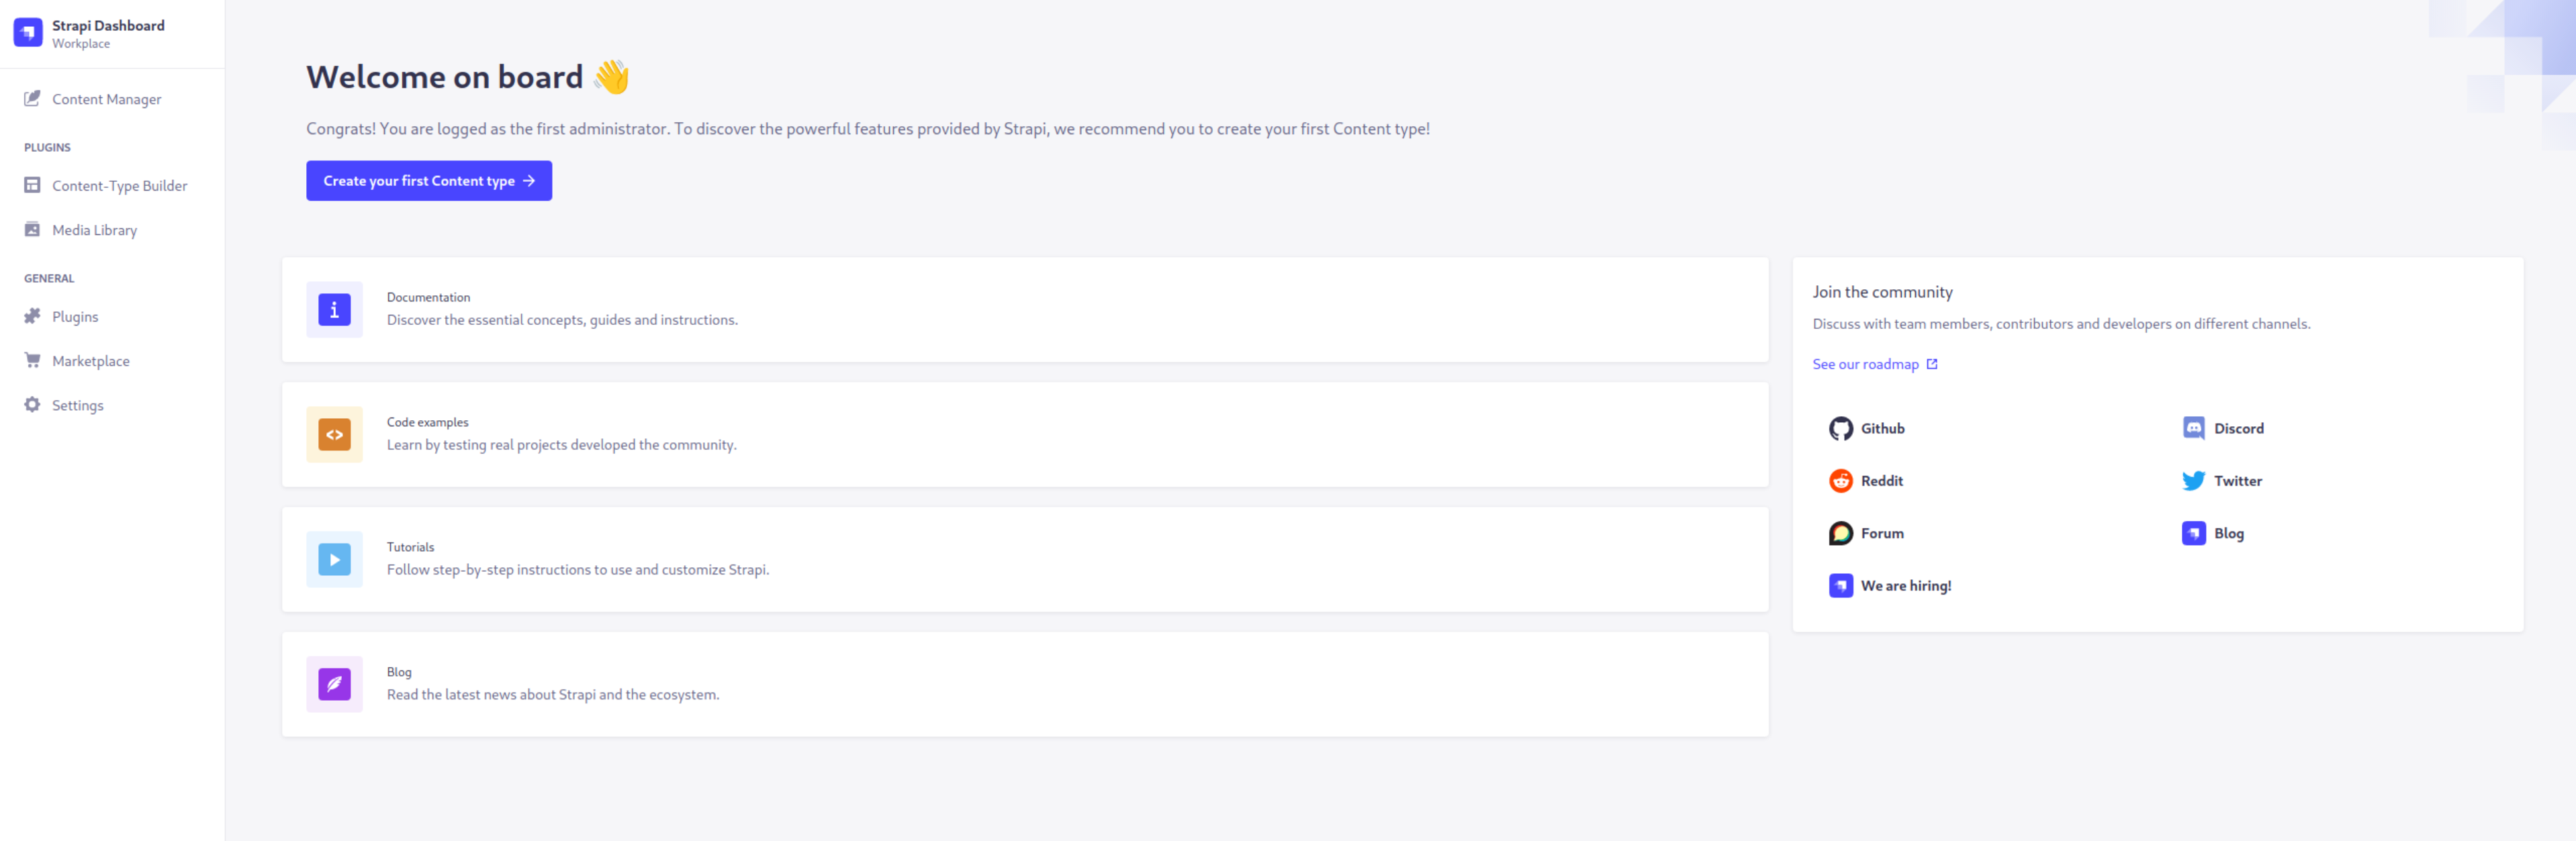 Strapi Dashboard
Workplace
Content Manager
PLUGINS
Content-Type Builder
Media Library
GENERAL
Plugins
Marketplace
Settings
Welcome on board 👋
Congrats! You are logged as the first administrator. To discover the powerful features provided by Strapi, we recommend you to create your first Content type!
Create your first Content type →
Documentation
Discover the essential concepts, guides and instructions.
Code examples
Learn by testing real projects developed the community.
Tutorials
Follow step-by-step instructions to use and customize Strapi.
Blog
Read the latest news about Strapi and the ecosystem.
Join the community
Discuss with team members, contributors and developers on different channels.
See our roadmap
Github
Discord
Reddit
Twitter
Forum
Blog
We are hiring!